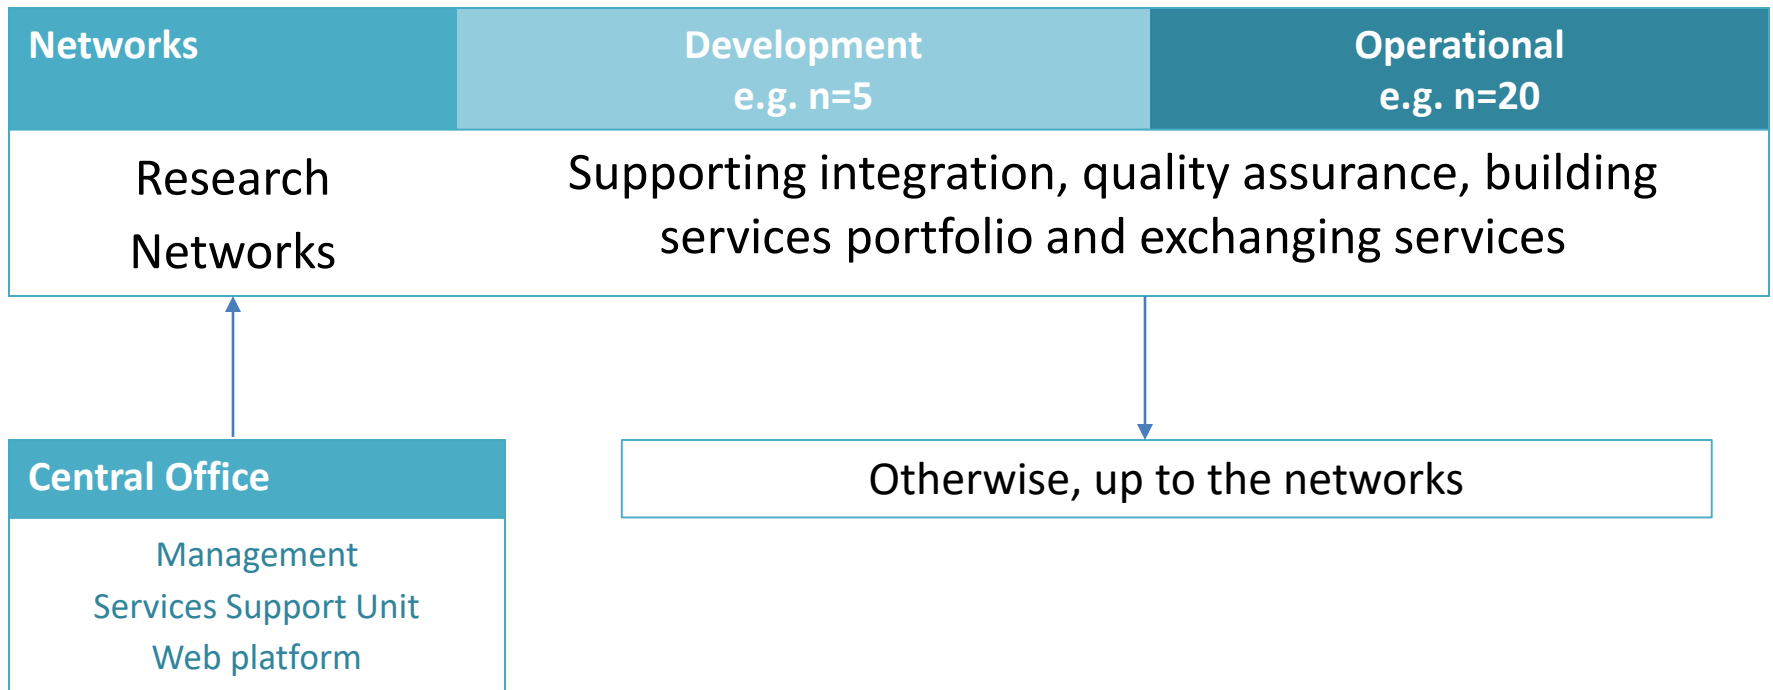 Networks
Development
e.g. n=5
Operational
e.g. n=20
Research
Networks
Supporting integration, quality assurance, building
services portfolio and exchanging services
Central Office
Management
Services Support Unit
Web platform
Otherwise, up to the networks